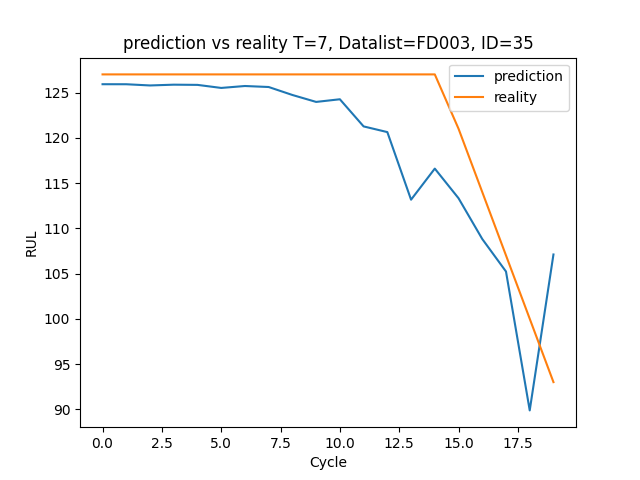 prediction vs reality T=7, Datalist=FD003, ID=35
prediction
reality
125
120
115
110
105
100
95
90
RUL
0.0 2.5 5.0 7.5 10.0 12.5 15.0 17.5
Cycle